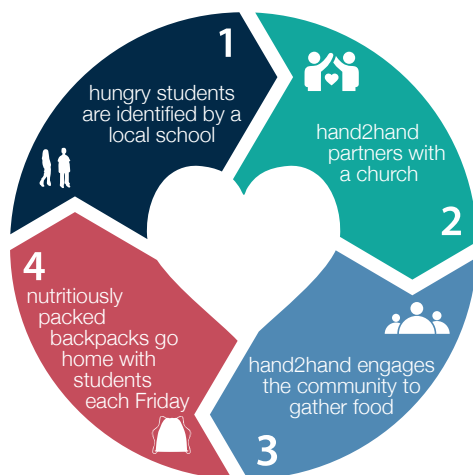 1
hungry students
are identified by a
local school
hand2hand
partners with
a church
2
hand2hand engages
the community to
gather food
3
4
nutritiously
packed
backpacks go
home with
students
each Friday